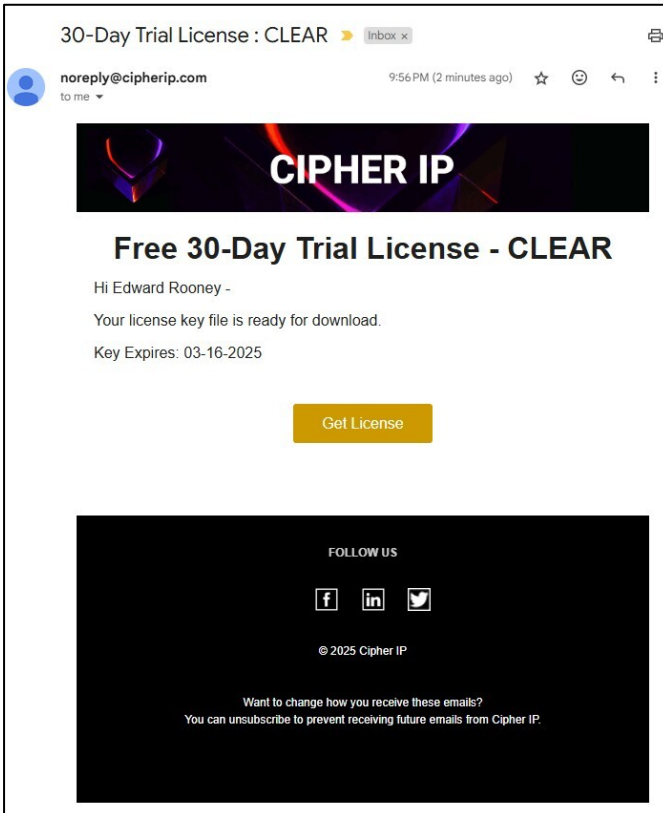 30-Day Trial License : CLEAR Inbox ×
noreply@cipherip.com 9:56 PM (2 minutes ago)
to me
CIPHER IP
Free 30-Day Trial License - CLEAR
Hi Edward Rooney -
Your license key file is ready for download.
Key Expires: 03-16-2025
Get License
FOLLOW US
f in
© 2025 Cipher IP
Want to change how you receive these emails?
You can unsubscribe to prevent receiving future emails from Cipher IP.